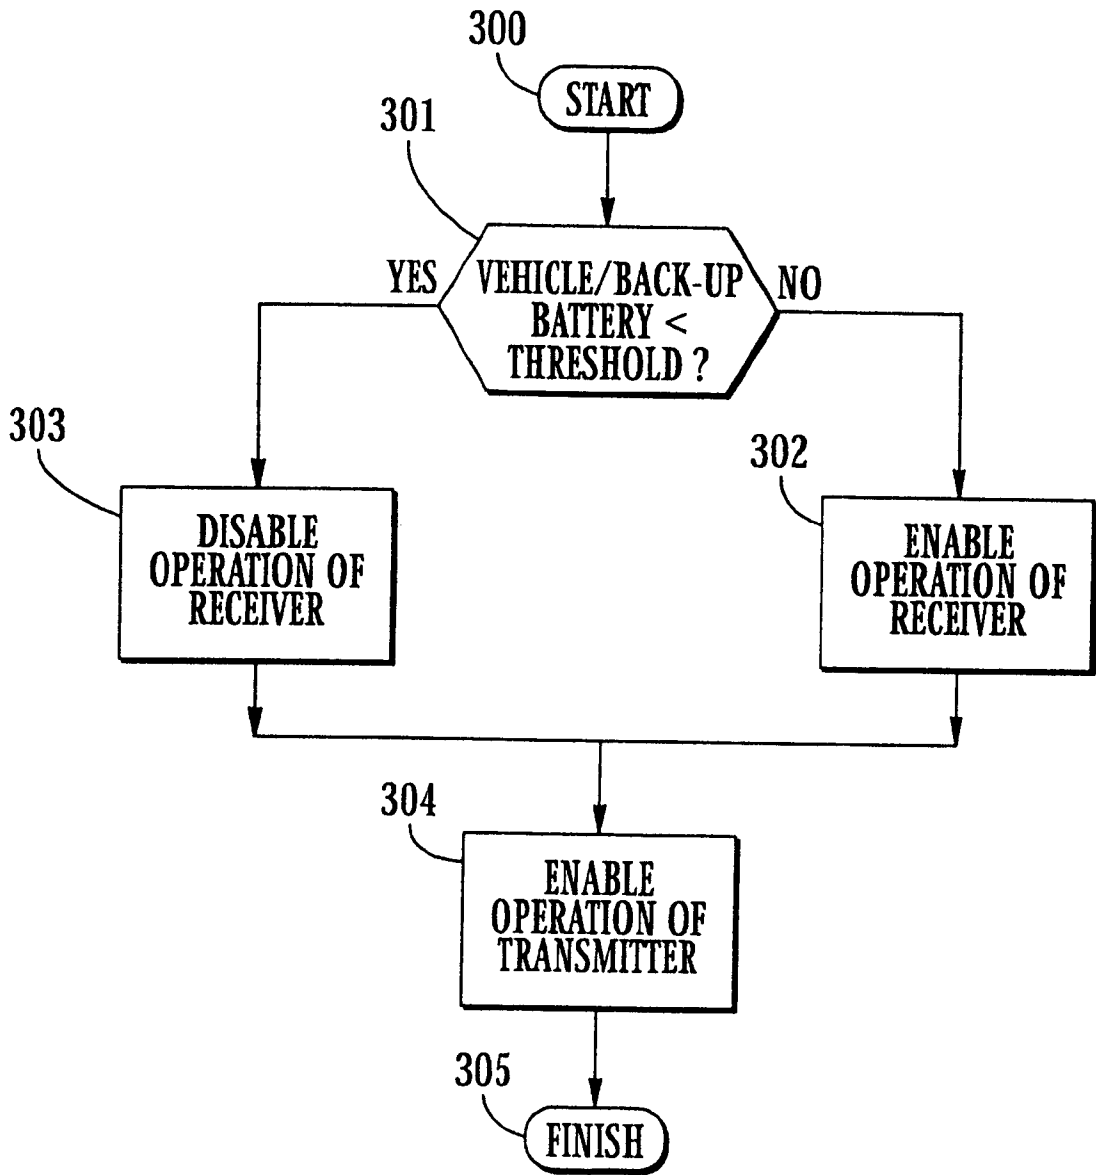 300
START
301
YES
VEHICLE/BACK-UP
BATTERY <
THRESHOLD ?
NO
303
DISABLE
OPERATION OF
RECEIVER
302
ENABLE
OPERATION OF
RECEIVER
304
ENABLE
OPERATION OF
TRANSMITTER
305
FINISH